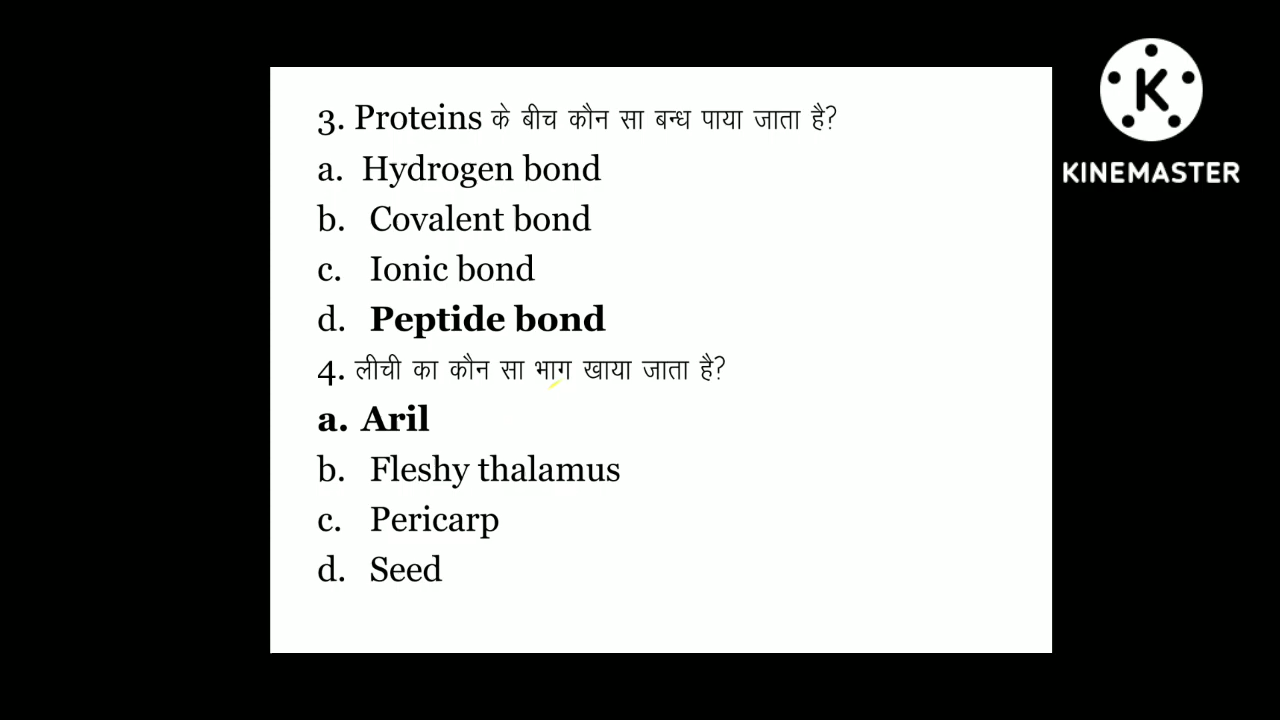 3. Proteins के बीच कौन सा बन्ध पाया जाता है?
a. Hydrogen bond
b. Covalent bond
c. Ionic bond
d. Peptide bond
4. लीची का कौन सा भाग खाया जाता है?
a. Aril
b. Fleshy thalamus
c. Pericarp
d. Seed
K
KINEMASTER